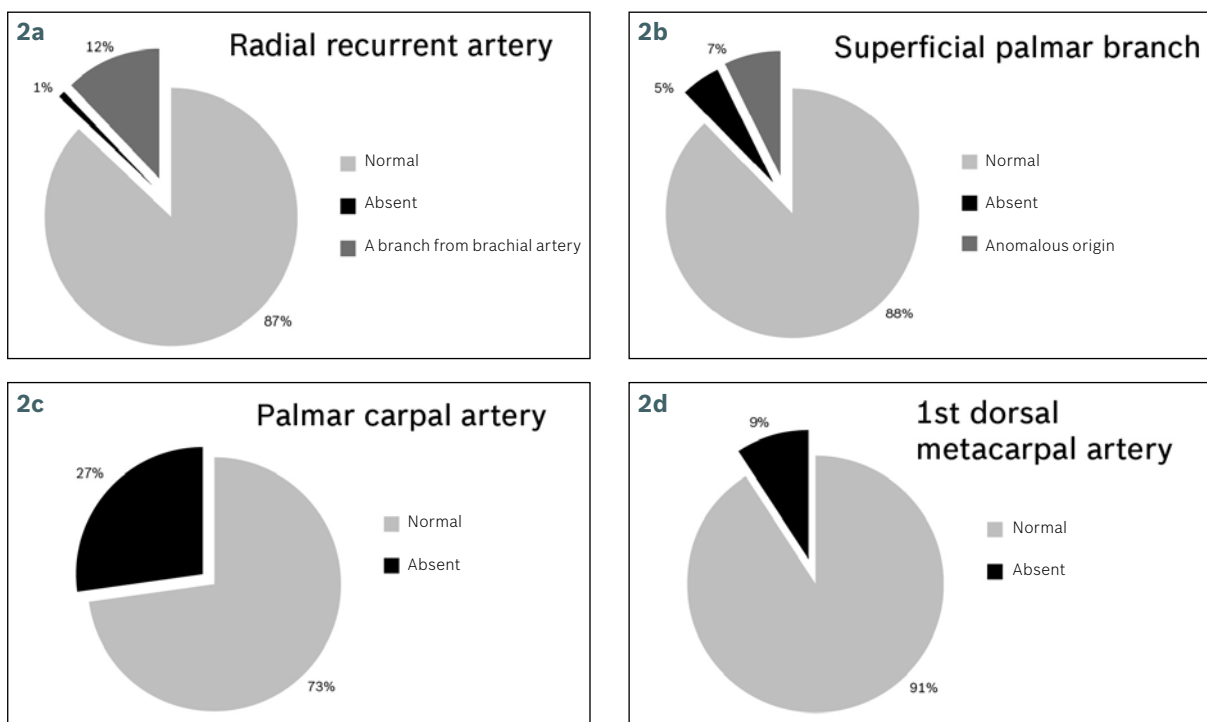 2a
Radial recurrent artery
12%
1%
Normal
Absent
A branch from brachial artery
87%
2b
Superficial palmar branch
7%
5%
Normal
Absent
Anomalous origin
88%
2c
Palmar carpal artery
27%
Normal
Absent
73%
2d
1st dorsal
metacarpal artery
9%
Normal
Absent
91%